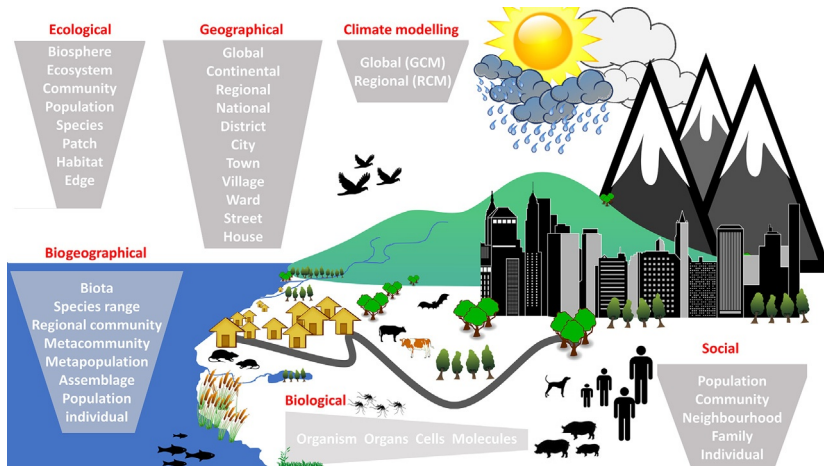 Ecological
Biosphere
Ecosystem
Community
Population
Species
Patch
Habitat
Edge
Geographical
Global
Continental
Regional
National
District
City
Town
Village
Ward
Street
House
Climate modelling
Global (GCM)
Regional (RCM)
Biogeographical
Biota
Species range
Regional community
Metacommunity
Metapopulation
Assemblage
Population
individual
Biological
Organism Organs Cells Molecules
Social
Population
Community
Neighbourhood
Family
Individual